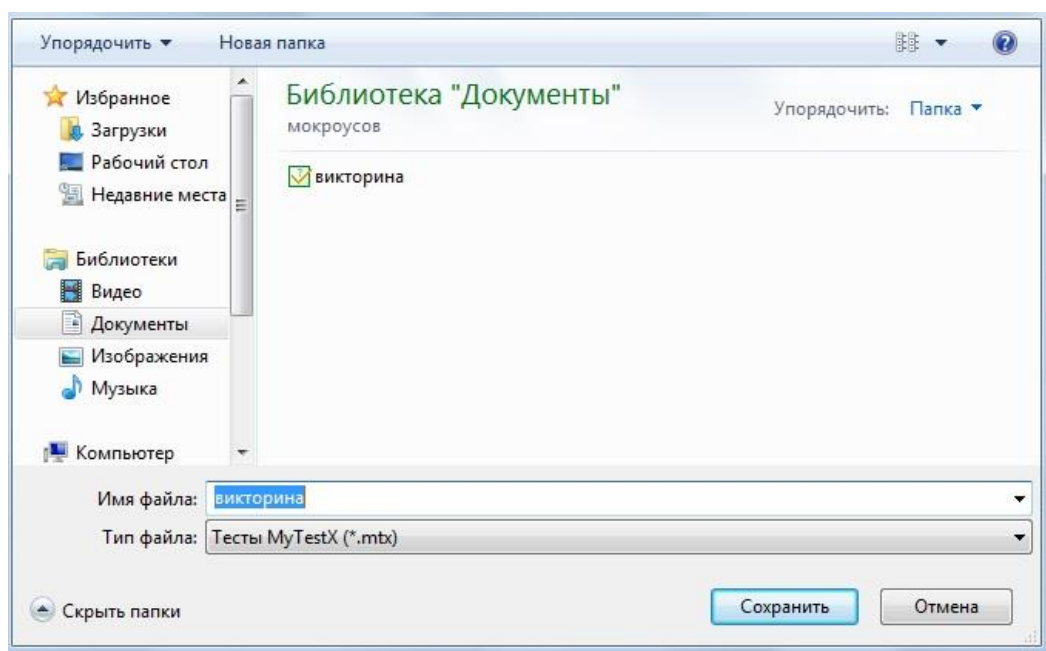 Упорядочить Новая папка
Избранное
Загрузки
Рабочий стол
Недавние места
Библиотеки
Видео
Документы
Изображения
Музыка
Компьютер
Библиотека "Документы"
мокроусов
Упорядочить: Папка
викторина
Имя файла: викторина
Тип файла: Тесты MyTestX (*.mtx)
Скрыть папки
Сохранить Отмена